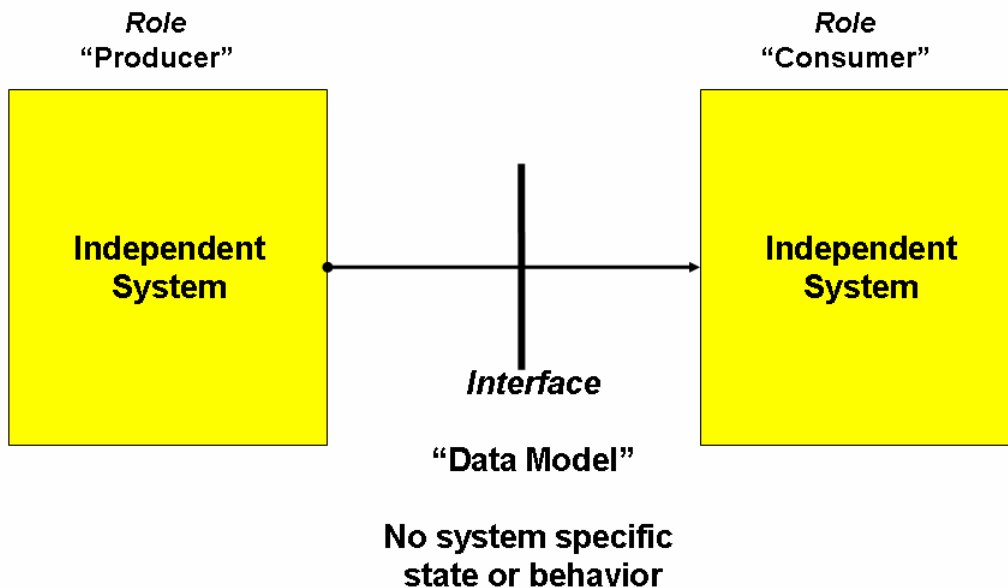 Role
“Producer”
Role
“Consumer”
Independent
System
Independent
System
Interface
“Data Model”
No system specific
state or behavior